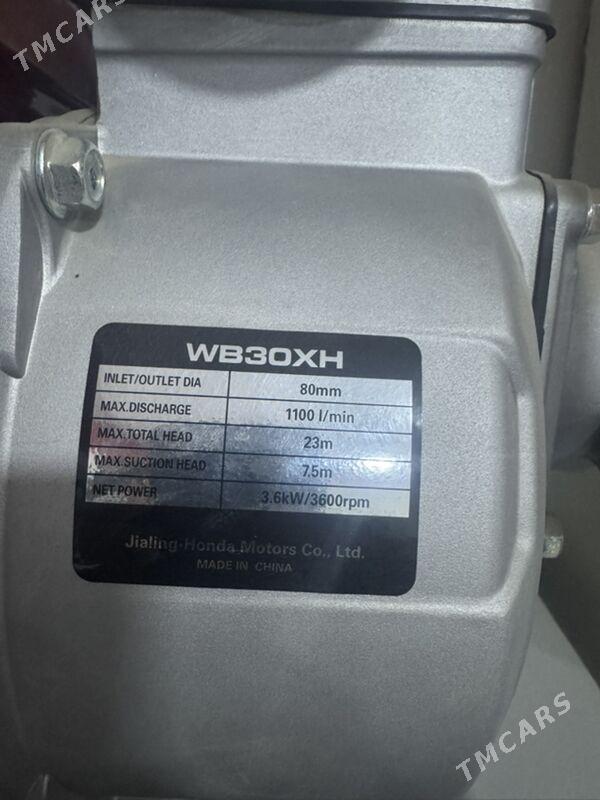 TMCARS
WB30XH
INLET/OUTLET DIA 80mm
MAX.DISCHARGE 1100 l/min
MAX.TOTAL HEAD 23m
MAX.SUCTION HEAD 7.5m
NET POWER 3.6kW/3600rpm
Jialing-Honda Motors Co., Ltd.
MADE IN CHINA
TMCARS